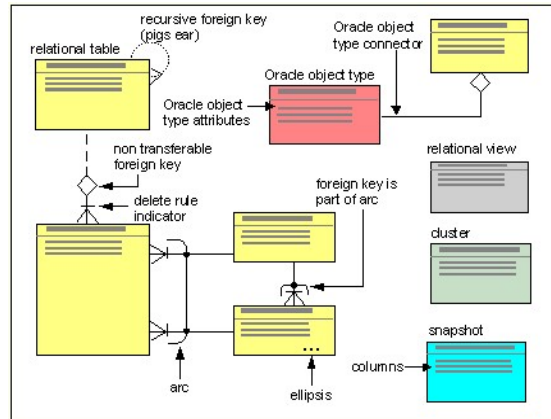 recursive foreign key
(pigs ear)
relational table
Oracle object
type connector
Oracle object type
Oracle object
type attributes
non transferable
foreign key
delete rule
indicator
foreign key is
part of arc
relational view
cluster
snapshot
columns
arc
...
ellipsis